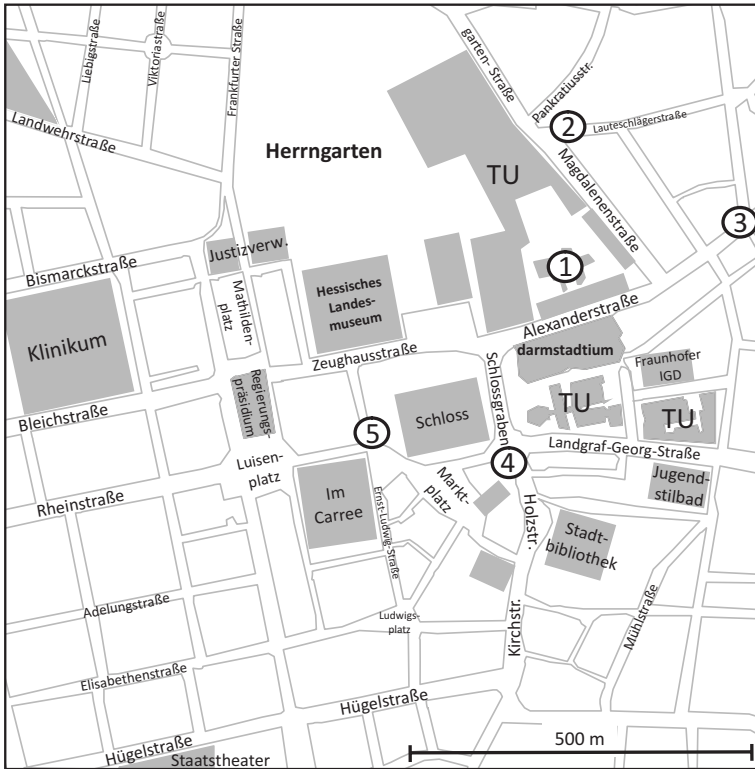 garten- Straße
Pankratiusstr.
Liebigstraße
Viktoriastraße
Frankfurter Straße
Landwehrstraße
2
Lauteschlägerstraße
Herrngarten
TU
Magdalenenstraße
3
Justizverw.
1
Bismarckstraße
Mathilden-
platz
Hessisches
Landes-
museum
Alexanderstraße
Klinikum
Zeughausstraße
darmstadtium
Schlossgraben
Fraunhofer
IGD
Regierungs-
präsidium
Bleichstraße
Schloss
TU
TU
5
Landgraf-Georg-Straße
Luisen-
platz
4
Markt-
platz
Jugend-
stilbad
Rheinstraße
Im
Carree
Ernst-Ludwig-Straße
Holzstr.
Stadt-
bibliothek
Adelungstraße
Ludwigs-
platz
Kirchstr.
Mühlstraße
Elisabethenstraße
Hügelstraße
Hügelstraße
Staatstheater
500 m